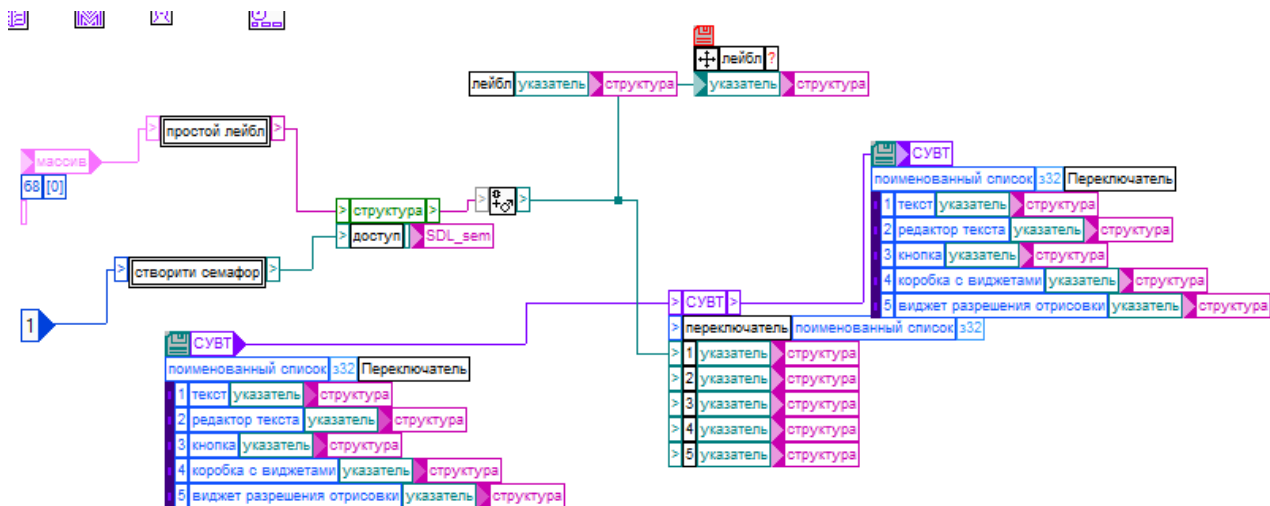 лейбл ?
лейбл указатель структура указатель структура
простой лейбл
массив
б8 [0]
структура
доступ SDL_sem
створити семафор
1
СУВТ
поименованный список з32 Переключатель
1 текст указатель структура
2 редактор текста указатель структура
3 кнопка указатель структура
4 коробка с виджетами указатель структура
5 виджет разрешения отрисовки указатель структура
СУВТ
переключатель поименованный список з32
1 указатель структура
2 указатель структура
3 указатель структура
4 указатель структура
5 указатель структура
СУВТ
поименованный список з32 Переключатель
1 текст указатель структура
2 редактор текста указатель структура
3 кнопка указатель структура
4 коробка с виджетами указатель структура
5 виджет разрешения отрисовки указатель структура